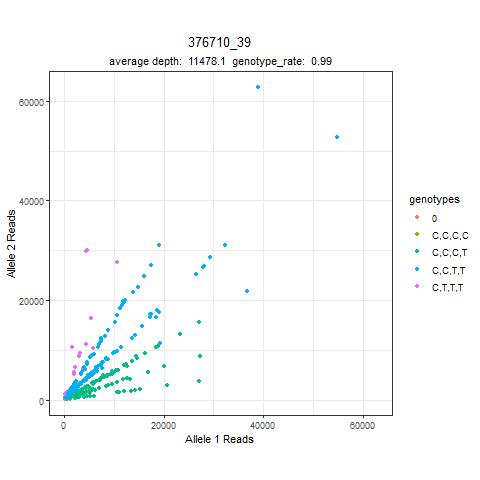 376710_39
average depth:  11478.1  genotype_rate:  0.99
60000
40000
20000
0
Allele 2 Reads
0
20000
40000
60000
Allele 1 Reads
genotypes
0
C,C,C,C
C,C,C,T
C,C,T,T
C,T,T,T